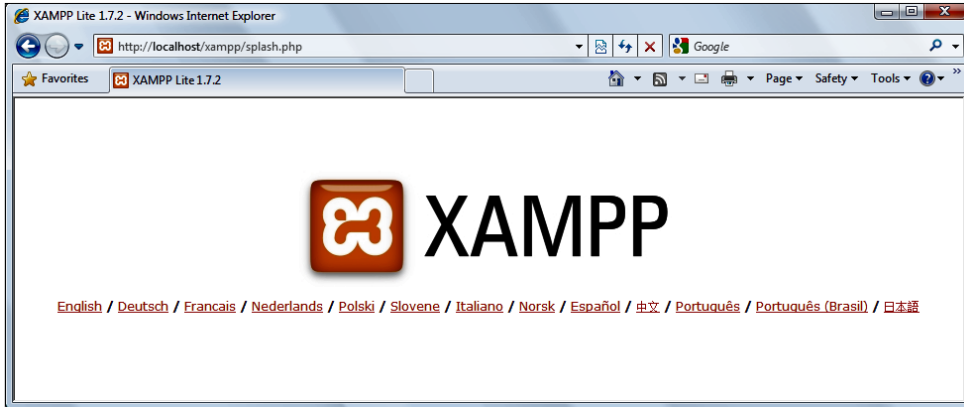 XAMPP Lite 1.7.2 - Windows Internet Explorer
http://localhost/xampp/splash.php Google
Favorites XAMPP Lite 1.7.2 Page Safety Tools
XAMPP
English / Deutsch / Francais / Nederlands / Polski / Slovene / Italiano / Norsk / Español / 中文 / Português / Português (Brasil) / 日本語